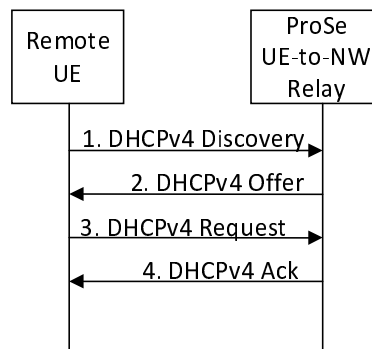 Remote
UE
ProSe
UE-to-NW
Relay
1. DHCPv4 Discovery
2. DHCPv4 Offer
3. DHCPv4 Request
4. DHCPv4 Ack